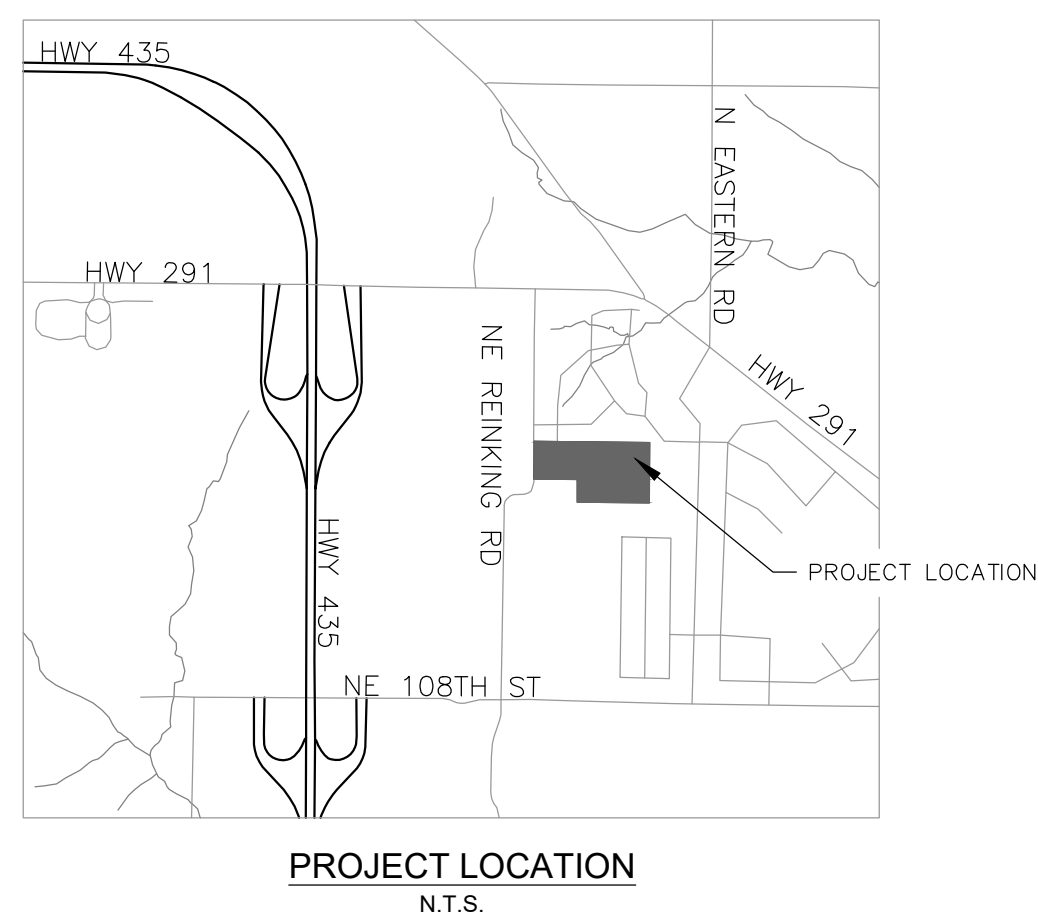 HWY 435
N EASTERN RD
HWY 291
NE REINKING RD
HWY 291
HWY 435
PROJECT LOCATION
NE 108TH ST
PROJECT LOCATION
N.T.S.